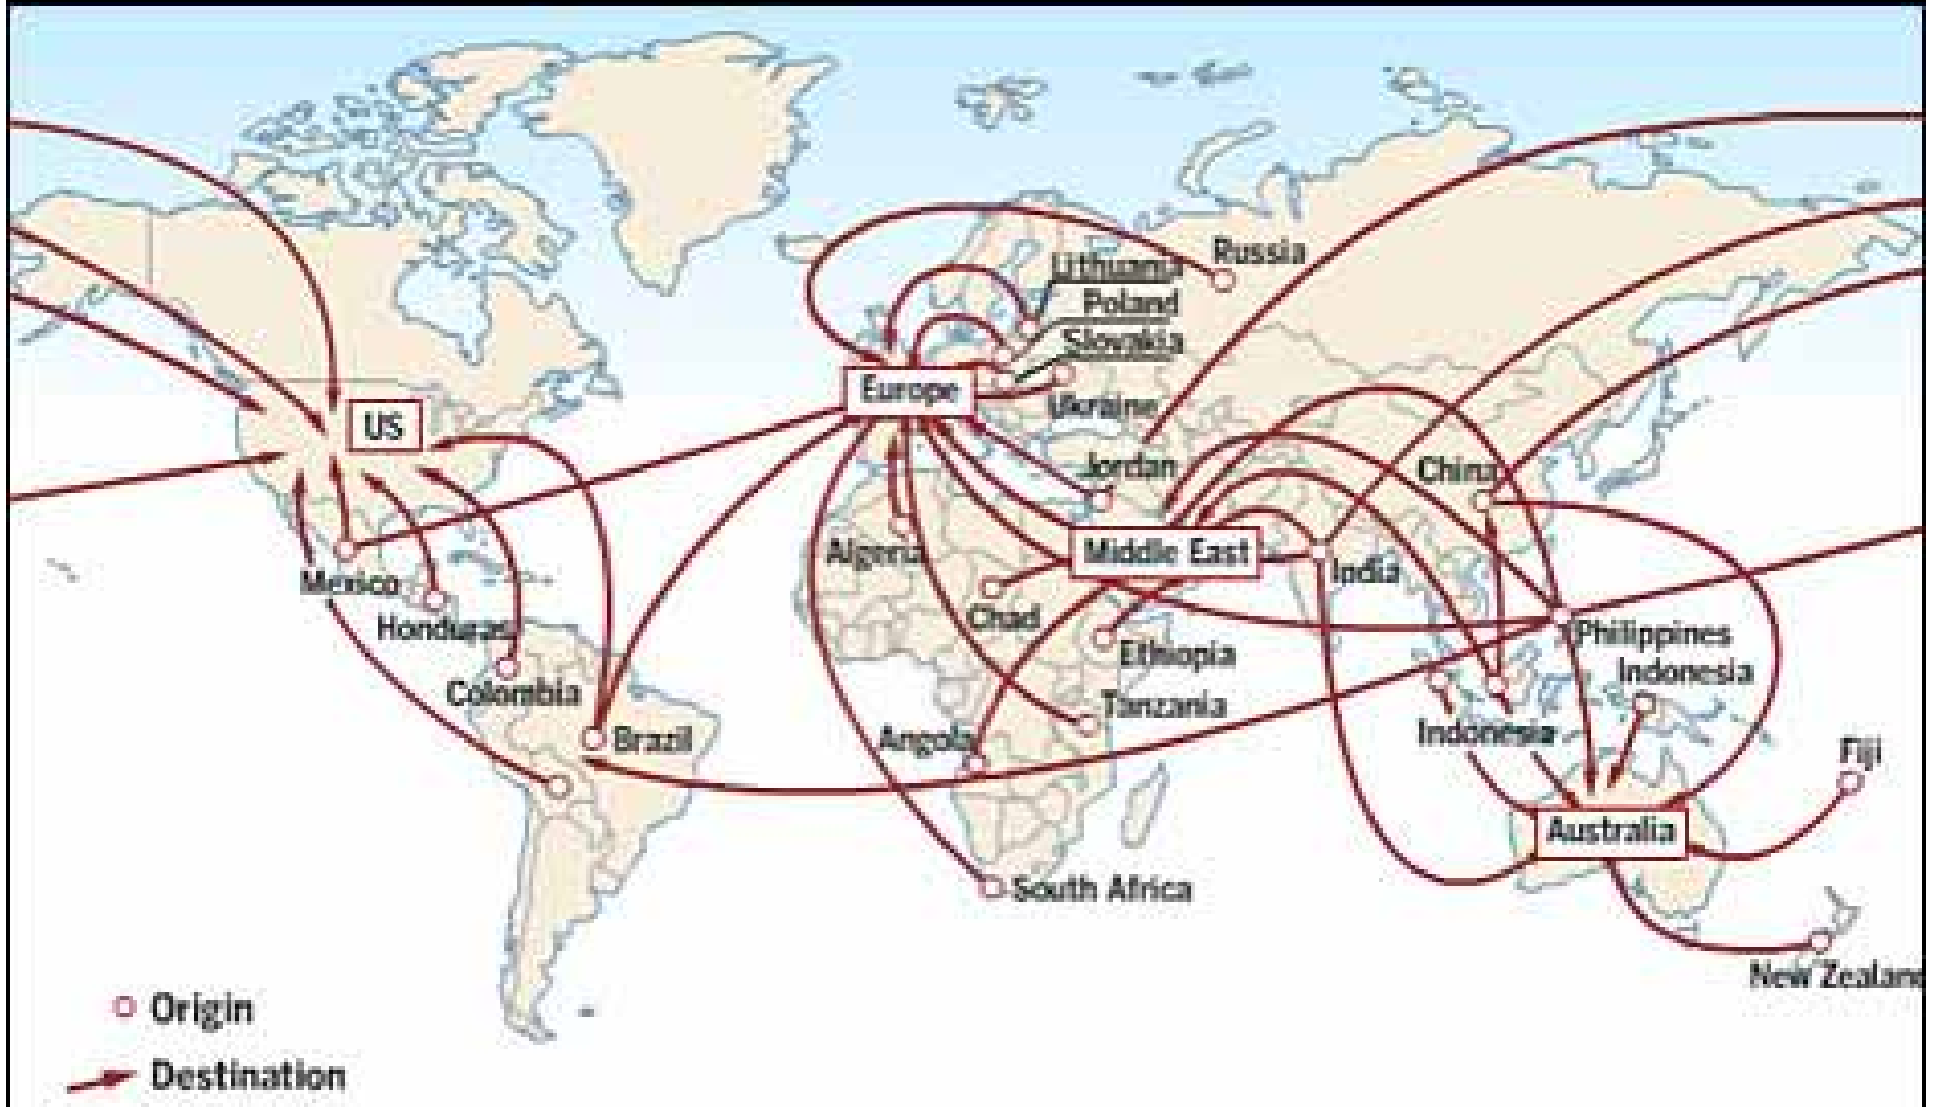 Russia
Lithuania
Poland
Slovakia
Europe
Ukraine
US
Jordan
China
Algeria
Middle East
India
Mexico
Chad
Honduras
Philippines
Ethiopia
Indonesia
Colombia
Tanzania
Brazil
Angola
Indonesia
Fiji
Australia
South Africa
New Zealand
Origin
Destination